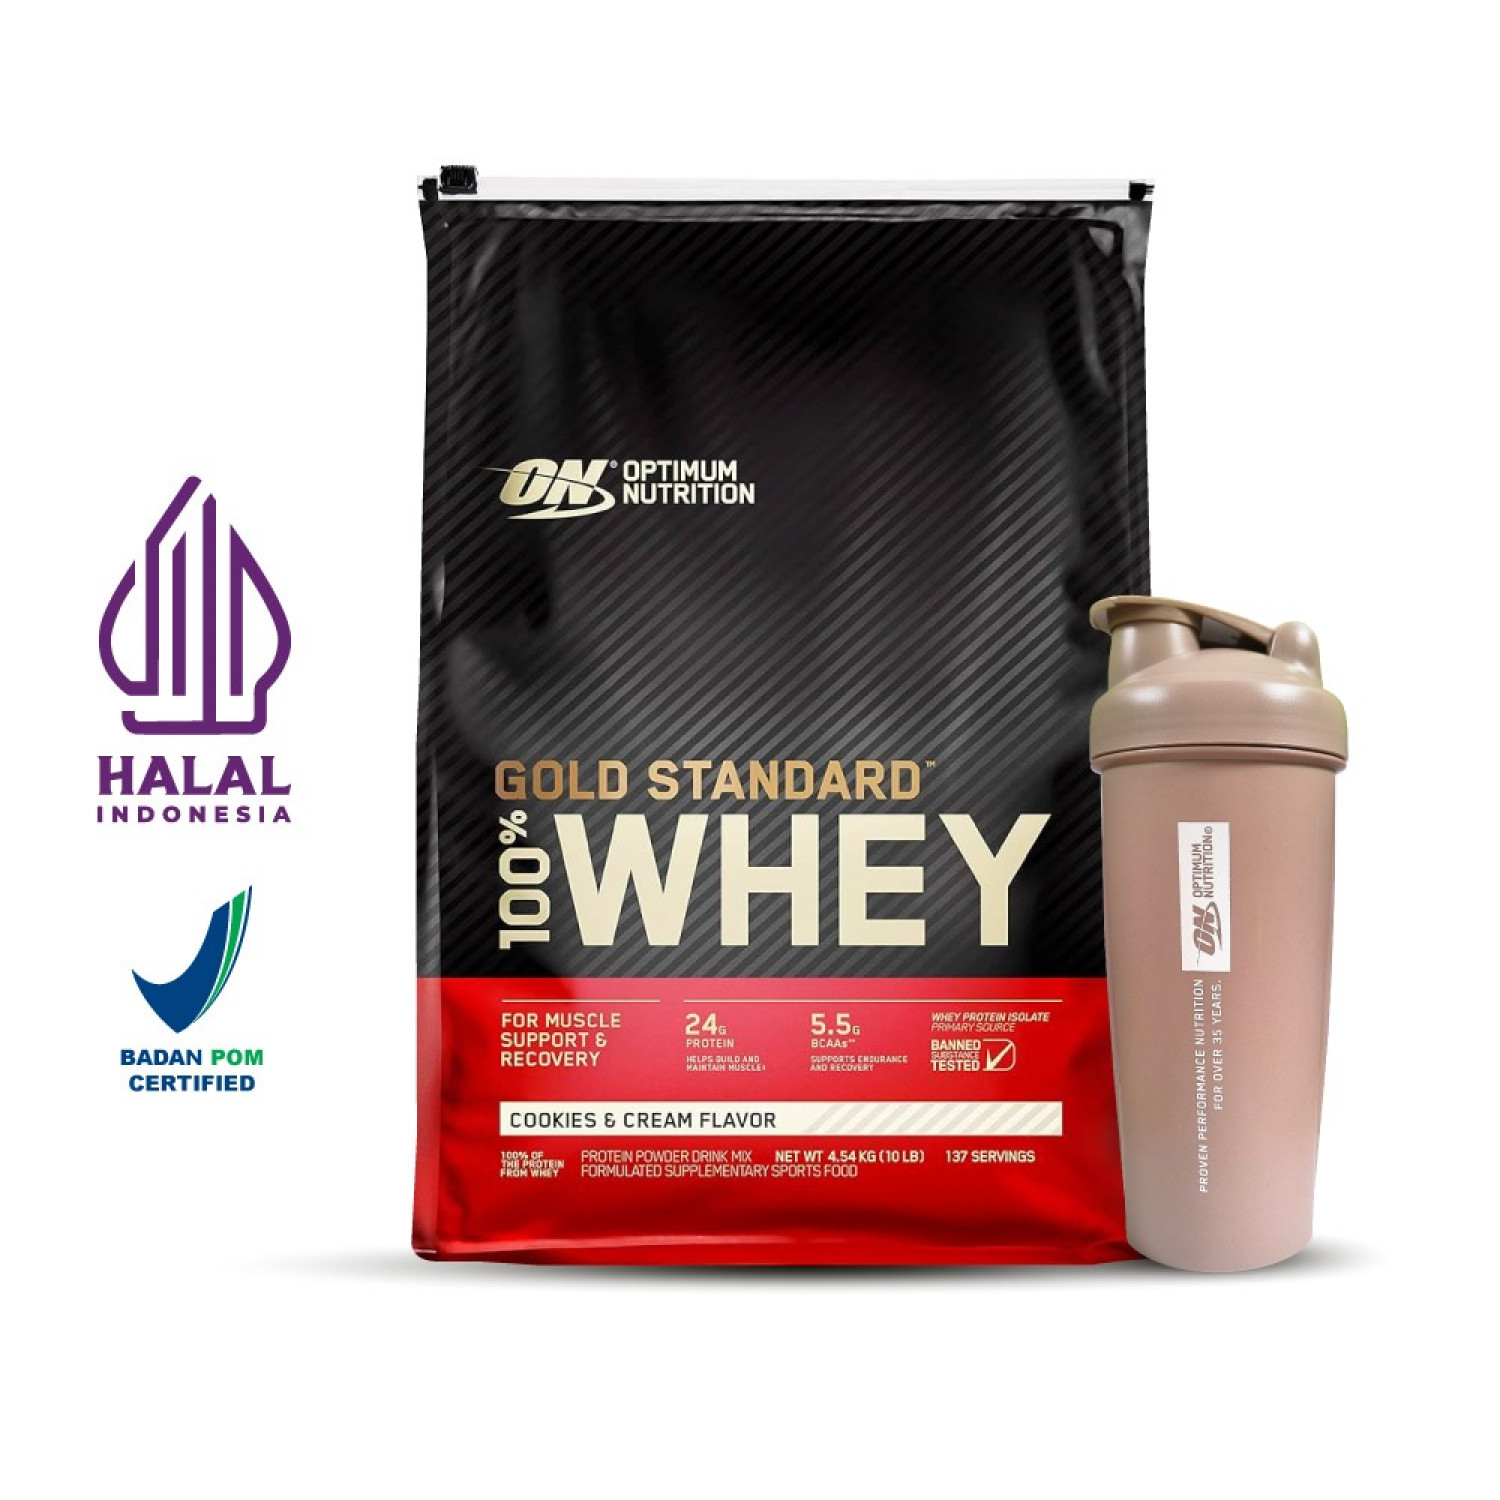 ON® OPTIMUM
NUTRITION
GOLD STANDARD™
100% WHEY
FOR MUSCLE
SUPPORT &
RECOVERY
24G
PROTEIN
HELPS BUILD AND
MAINTAIN MUSCLE
5.5G
BCAAs
SUPPORTS ENDURANCE
AND RECOVERY
WHEY PROTEIN ISOLATE
PRIMARY SOURCE
BANNED
SUBSTANCE
TESTED
COOKIES & CREAM FLAVOR
100% OF
THE PROTEIN
FROM WHEY
PROTEIN POWDER DRINK MIX NET WT 4.54 KG (10 LB) 137 SERVINGS
FORMULATED SUPPLEMENTARY SPORTS FOOD
HALAL
INDONESIA
BADAN POM
CERTIFIED
ON OPTIMUM
NUTRITION®
PROVEN PERFORMANCE NUTRITION
FOR OVER 35 YEARS.